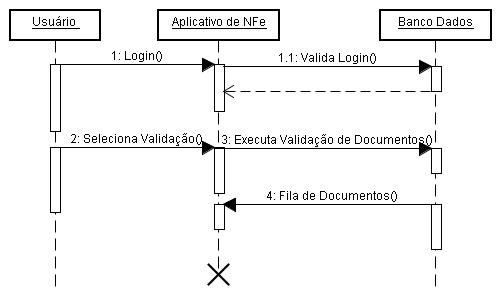 Usuário
Aplicativo de NFe
Banco Dados
1: Login()
1.1: Valida Login()
2: Seleciona Validação()
3: Executa Validação de Documentos()
4: Fila de Documentos()